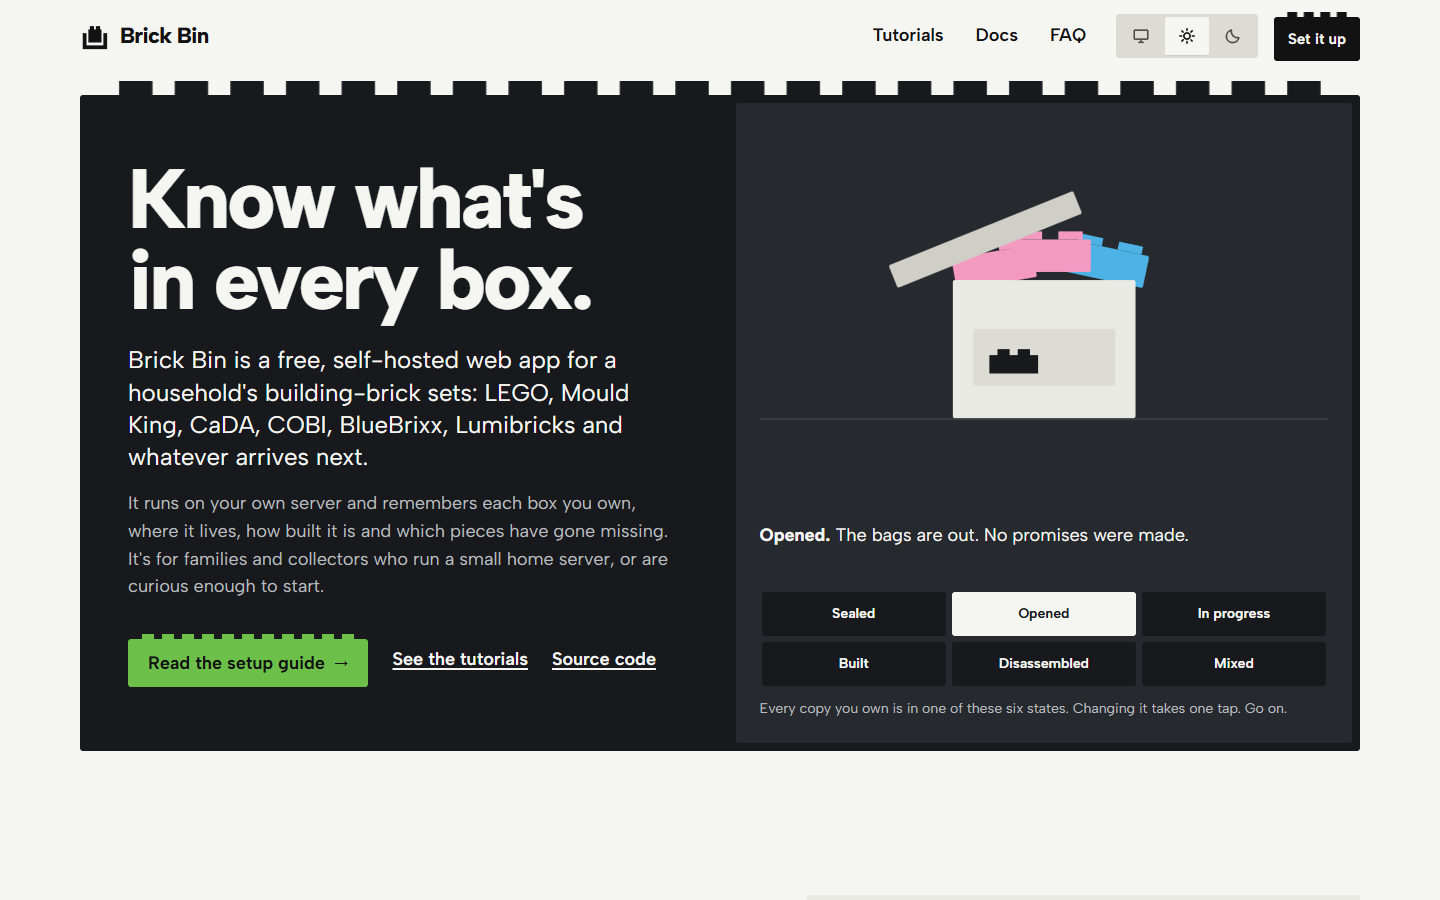 Brick Bin
Tutorials
Docs
FAQ
Set it up
Know what's
in every box.
Brick Bin is a free, self-hosted web app for a
household's building-brick sets: LEGO, Mould
King, CaDA, COBI, BlueBrixx, Lumibricks and
whatever arrives next.
It runs on your own server and remembers each box you own,
where it lives, how built it is and which pieces have gone missing.
It's for families and collectors who run a small home server, or are
curious enough to start.
Read the setup guide →
See the tutorials
Source code
Opened. The bags are out. No promises were made.
Sealed
Opened
In progress
Built
Disassembled
Mixed
Every copy you own is in one of these six states. Changing it takes one tap. Go on.